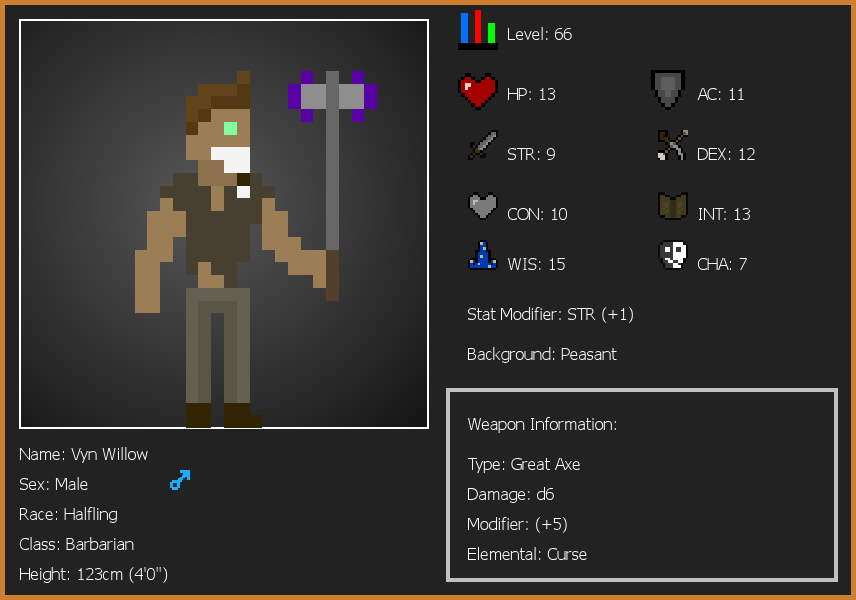 Level: 66
HP: 13
AC: 11
STR: 9
DEX: 12
CON: 10
INT: 13
WIS: 15
CHA: 7
Stat Modifier: STR (+1)
Background: Peasant
Weapon Information:
Type: Great Axe
Damage: d6
Modifier: (+5)
Elemental: Curse
Name: Vyn Willow
Sex: Male
Race: Halfling
Class: Barbarian
Height: 123cm (4'0")